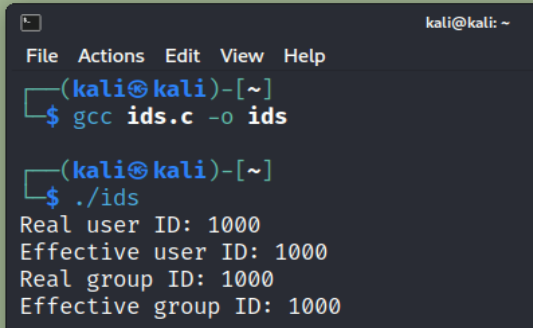 kali@kali: ~
File Actions Edit View Help
┌──(kali㉿kali)-[~]
└─$ gcc ids.c -o ids
┌──(kali㉿kali)-[~]
└─$ ./ids
Real user ID: 1000
Effective user ID: 1000
Real group ID: 1000
Effective group ID: 1000